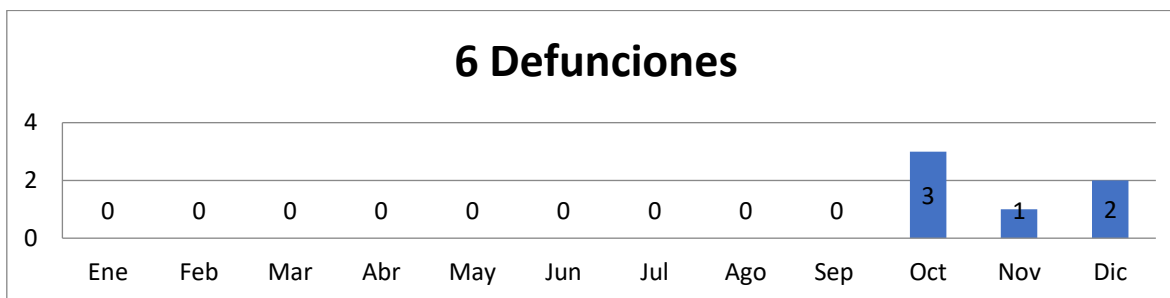 6 Defunciones
4
2
0
0 0 0 0 0 0 0 0 0 3 1 2
Ene Feb Mar Abr May Jun Jul Ago Sep Oct Nov Dic